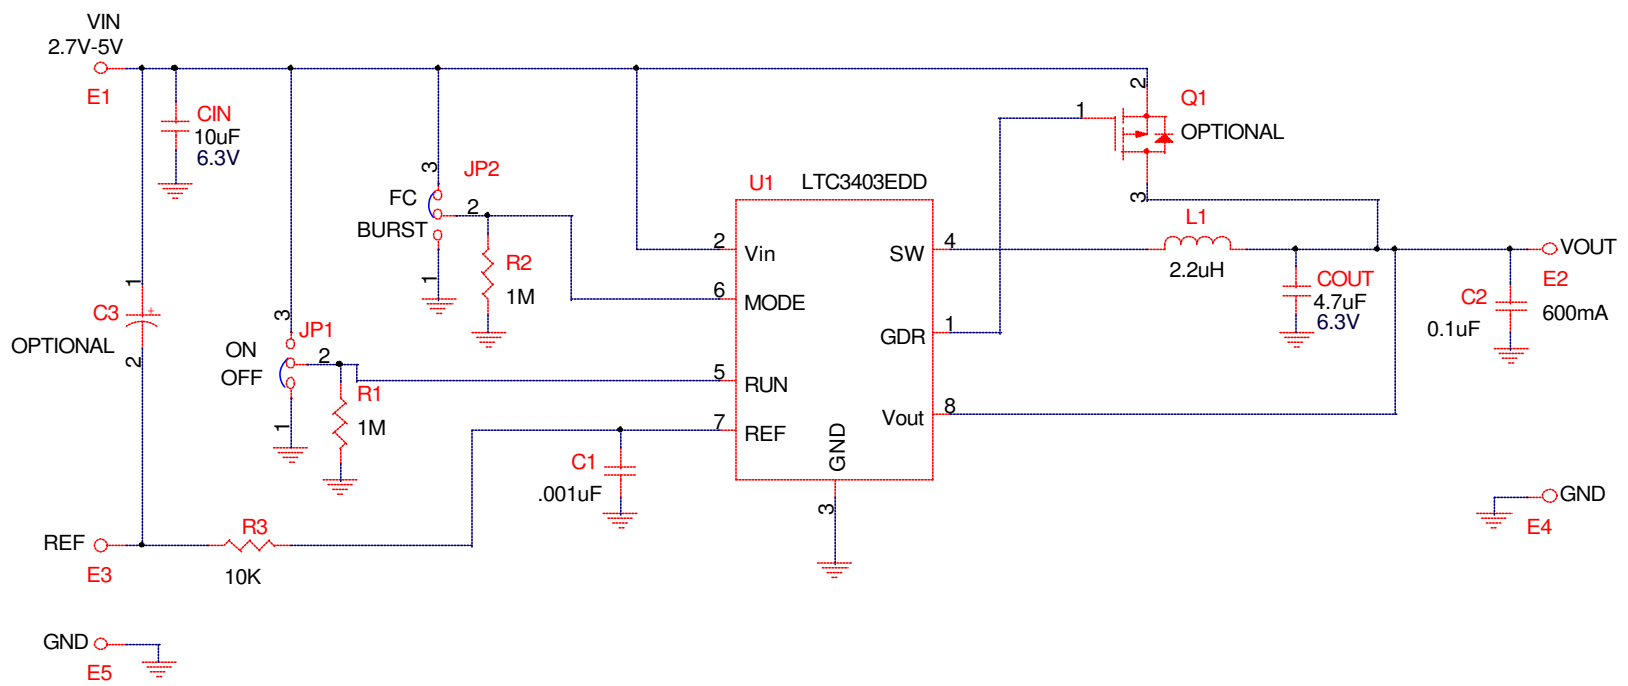 VIN
2.7V-5V
E1
CIN
10uF
6.3V
2
Q1
1
OPTIONAL
3
3
JP2
FC
2
BURST
1
R2
1M
U1
LTC3403EDD
2
Vin
6
MODE
5
RUN
7
REF
SW
4
GDR
1
Vout
8
GND
3
L1
2.2uH
COUT
4.7uF
6.3V
VOUT
E2
600mA
C2
0.1uF
1
C3
+
OPTIONAL
2
3
JP1
ON
2
OFF
1
R1
1M
C1
.001uF
GND
E4
REF
E3
R3
10K
GND
E5